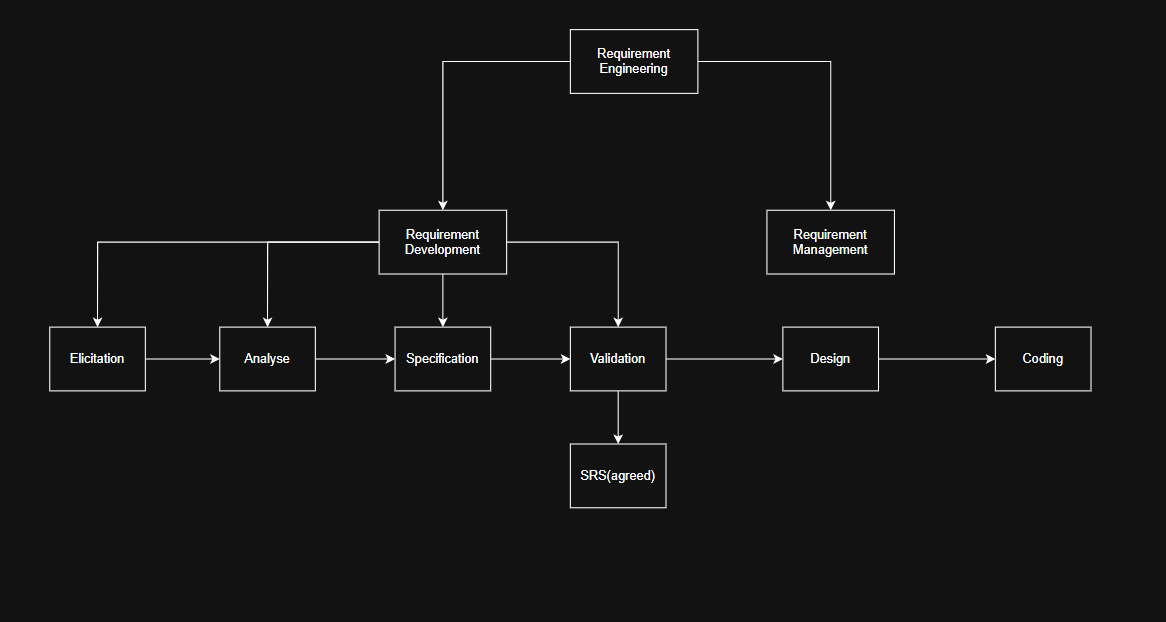 Requirement
Engineering
Requirement
Development
Requirement
Management
Elicitation
Analyse
Specification
Validation
Design
Coding
SRS(agreed)